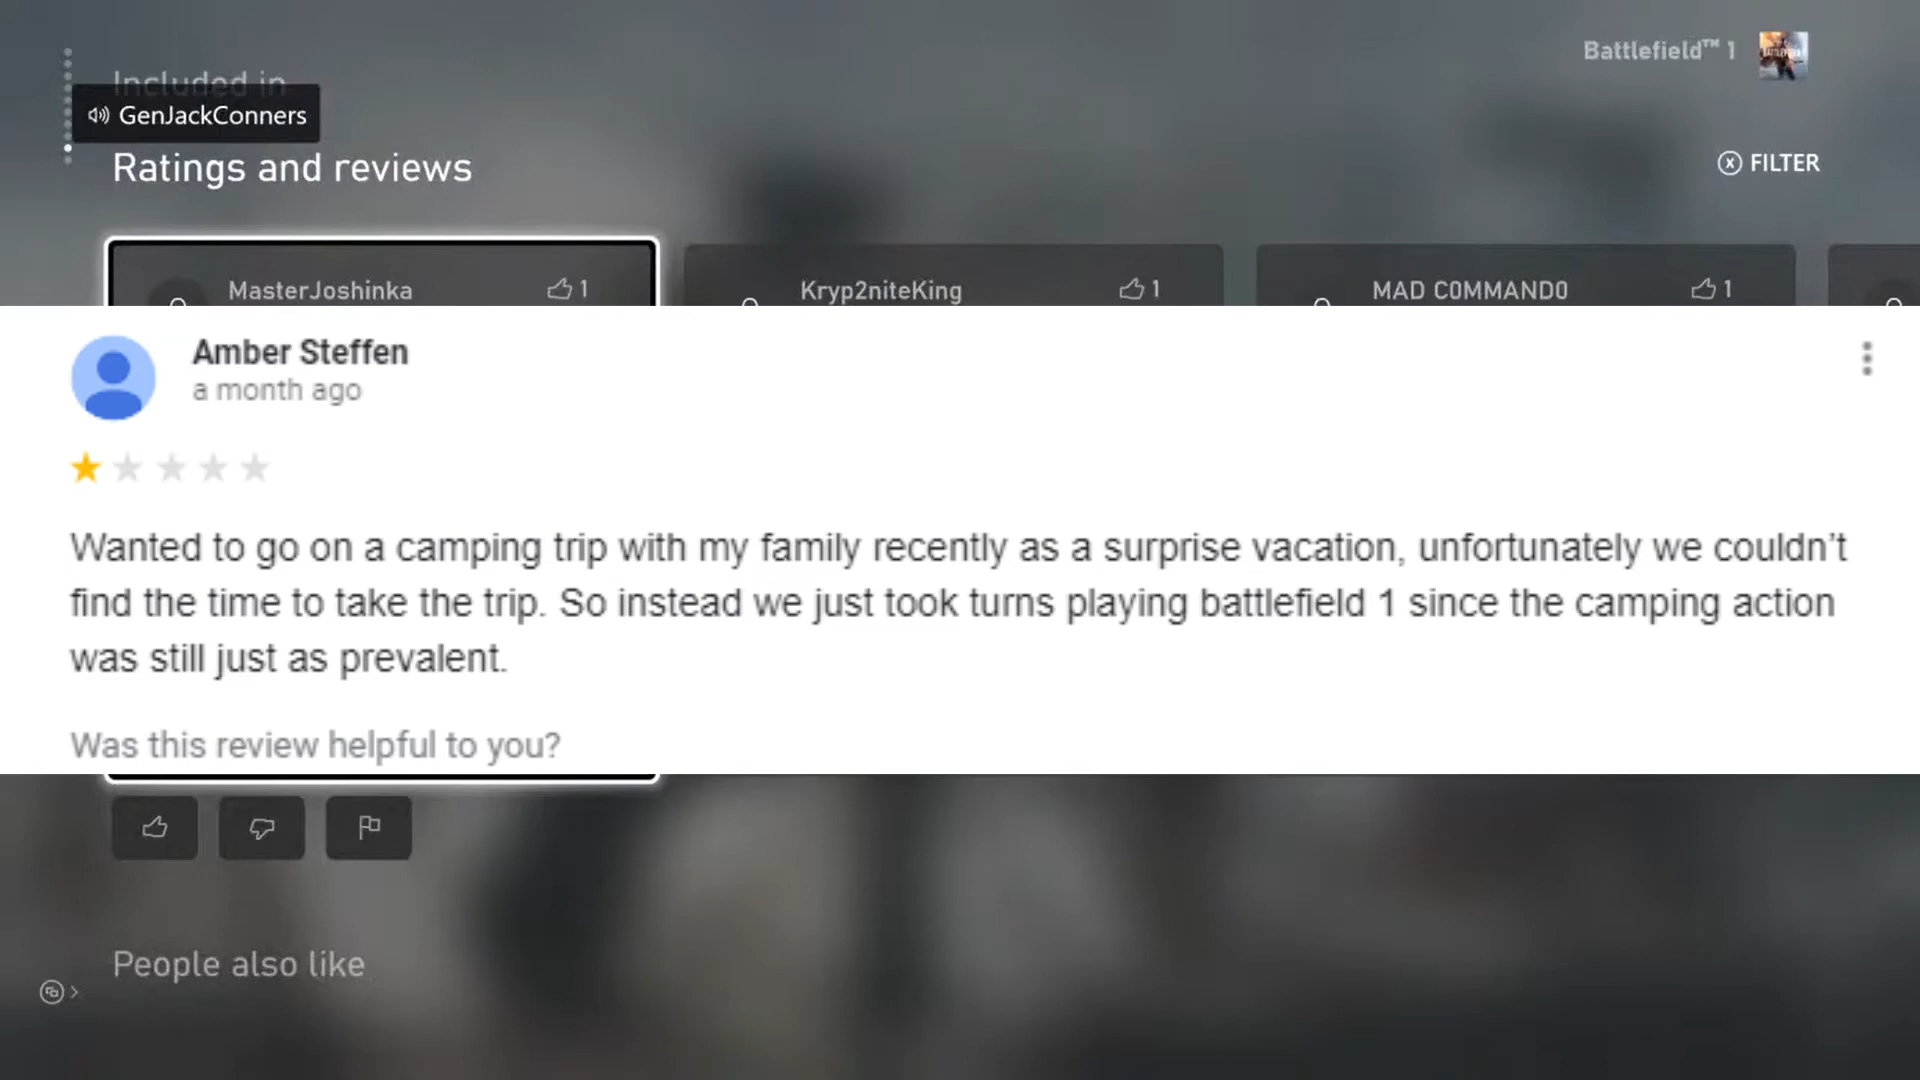 Battlefield™ 1
Included in
GenJackConners
Ratings and reviews
FILTER
MasterJoshinka 1
Kryp2niteKing 1
MAD C0MMAND0 1
Amber Steffen
a month ago
Wanted to go on a camping trip with my family recently as a surprise vacation, unfortunately we couldn't
find the time to take the trip. So instead we just took turns playing battlefield 1 since the camping action
was still just as prevalent.
Was this review helpful to you?
People also like